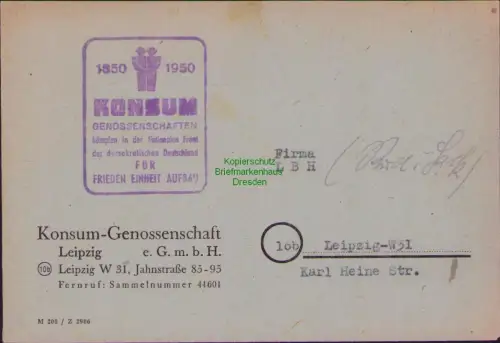 1850 1950
KONSUM
GENOSSENSCHAFTEN
kämpfen in der Nationalen Front
des demokratischen Deutschland
FÜR
FRIEDEN EINHEIT AUFBAU
Kopierschutz
Briefmarkenhaus
Dresden
Firma
L B H
Konsum-Genossenschaft
Leipzig e. G. m. b. H.
10b Leipzig W 31, Jahnstraße 85-95
Fernruf: Sammelnummer 44601
10b Leipzig-W31
Karl Heine Str.
M 201 / Z 2906